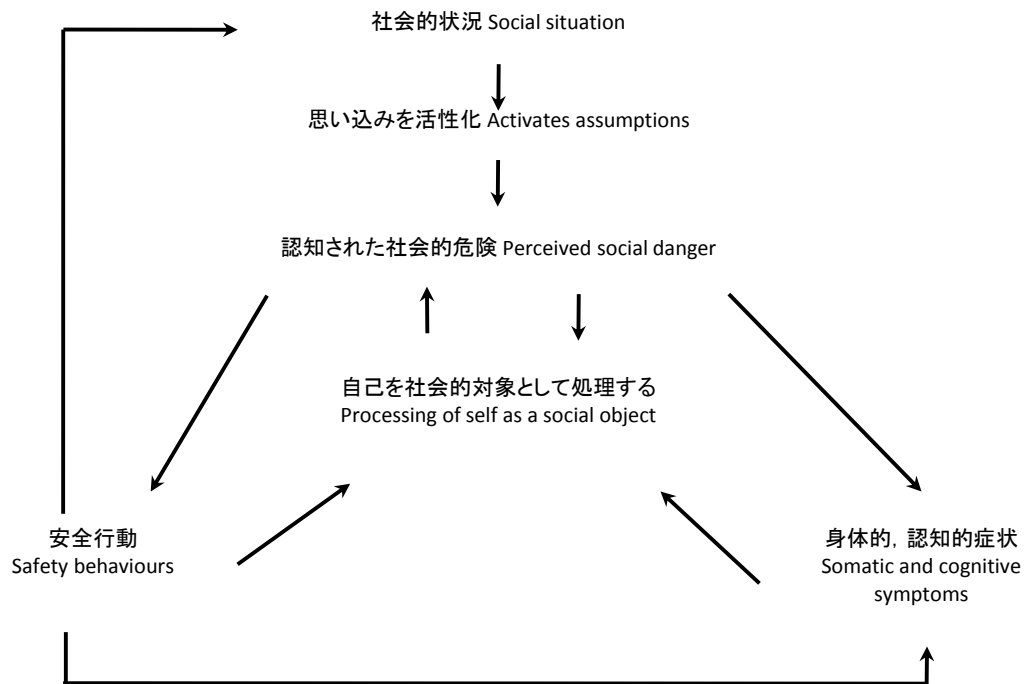 社会的状況 Social situation
思い込みを活性化 Activates assumptions
認知された社会的危険 Perceived social danger
自己を社会的対象として処理する
Processing of self as a social object
安全行動
Safety behaviours
身体的，認知的症状
Somatic and cognitive
symptoms